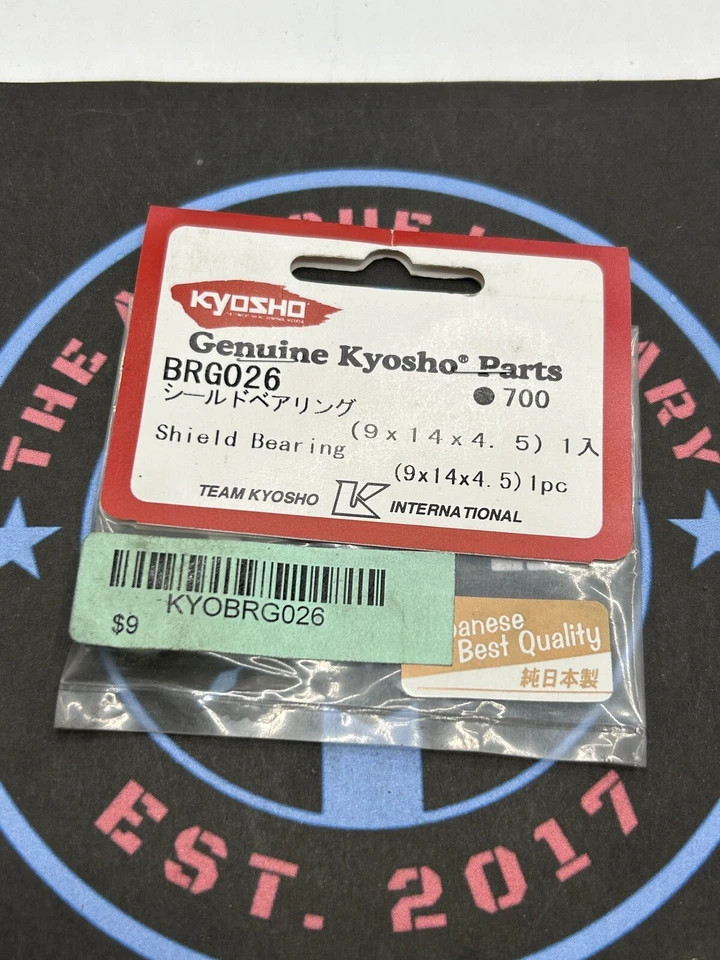 THE A
QUE L
ARY
KYOSHO
Genuine Kyosho® Parts
BRG026
●700
シールドベアリング
(9x14x4.5) 1入
Shield Bearing
(9x14x4.5)1pc
TEAM KYOSHO K INTERNATIONAL
KYOBRG026
$9
panese
Best Quality
純日本製
EST. 2017